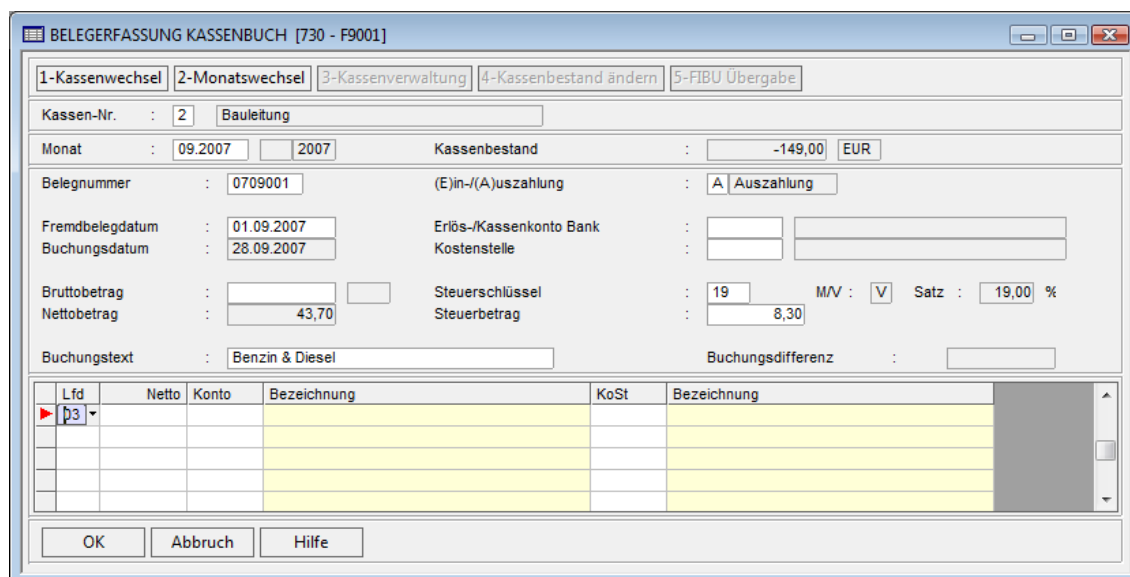 BELEGERFASSUNG KASSENBUCH [730 - F9001]
1-Kassenwechsel 2-Monatswechsel 3-Kassenverwaltung 4-Kassenbestand ändern 5-FIBU Übergabe
Kassen-Nr. : 2 Bauleitung
Monat : 09.2007 2007 Kassenbestand : -149,00 EUR
Belegnummer : 0709001 (E)in-/(A)uszahlung : A Auszahlung
Fremdbelegdatum : 01.09.2007 Erlös-/Kassenkonto Bank :
Buchungsdatum : 28.09.2007 Kostenstelle :
Bruttobetrag : Steuerschlüssel : 19 M/V : V Satz : 19,00 %
Nettobetrag : 43,70 Steuerbetrag : 8,30
Buchungstext : Benzin & Diesel Buchungsdifferenz :
Lfd Netto Konto Bezeichnung KoSt Bezeichnung
03
OK Abbruch Hilfe